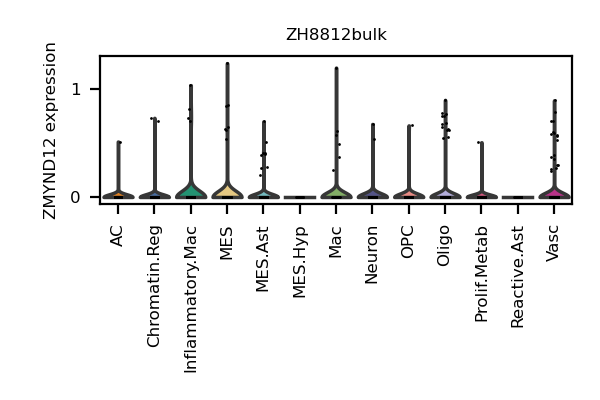 ZH8812bulk
ZMYND12 expression
1
0
AC
Chromatin.Reg
Inflammatory.Mac
MES
MES.Ast
MES.Hyp
Mac
Neuron
OPC
Oligo
Prolif.Metab
Reactive.Ast
Vasc